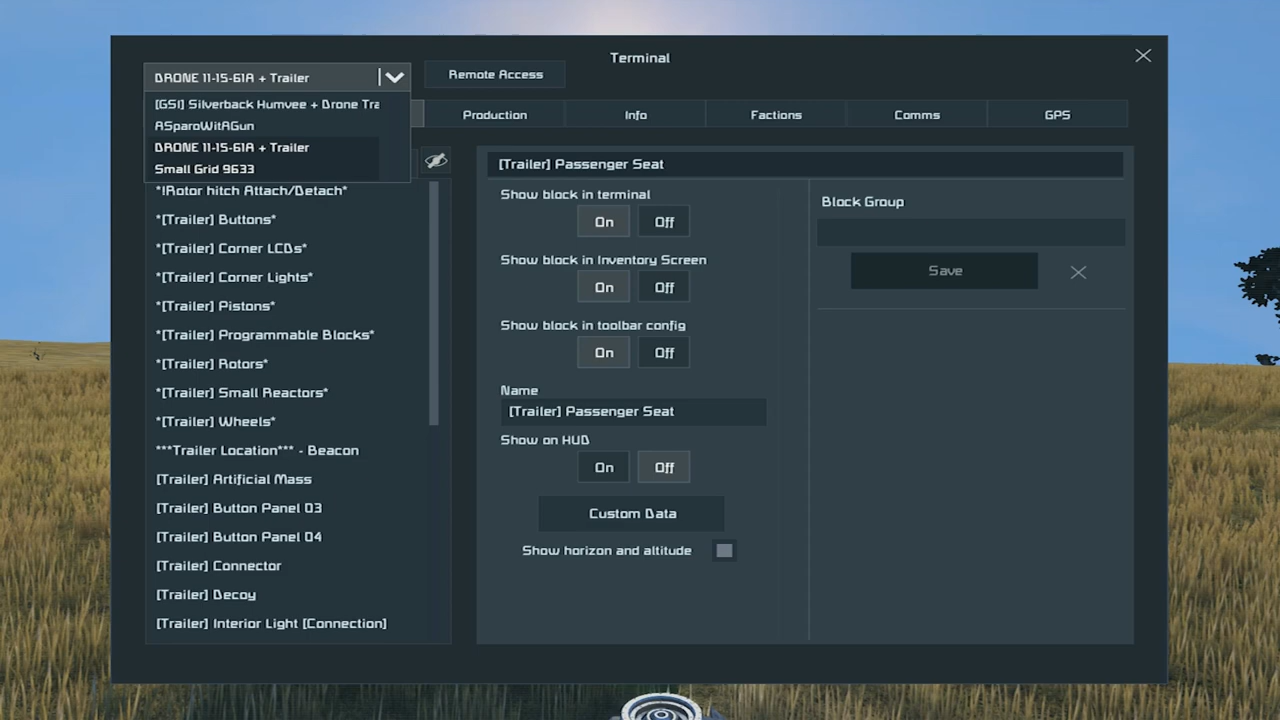 Terminal
DRONE 11-15-61A + Trailer
Remote Access
[GSI] Silverback Humvee + Drone Tra
ASparoWitAGun
DRONE 11-15-61A + Trailer
Small Grid 9633
Production
Info
Factions
Comms
GPS
*!Rotor hitch Attach/Detach*
*[Trailer] Buttons*
*[Trailer] Corner LCDs*
*[Trailer] Corner Lights*
*[Trailer] Pistons*
*[Trailer] Programmable Blocks*
*[Trailer] Rotors*
*[Trailer] Small Reactors*
*[Trailer] Wheels*
***Trailer Location*** - Beacon
[Trailer] Artificial Mass
[Trailer] Button Panel 03
[Trailer] Button Panel 04
[Trailer] Connector
[Trailer] Decoy
[Trailer] Interior Light [Connection]
[Trailer] Passenger Seat
Show block in terminal
On Off
Show block in Inventory Screen
On Off
Show block in toolbar config
On Off
Name
[Trailer] Passenger Seat
Show on HUD
On Off
Custom Data
Show horizon and altitude
Block Group
Save